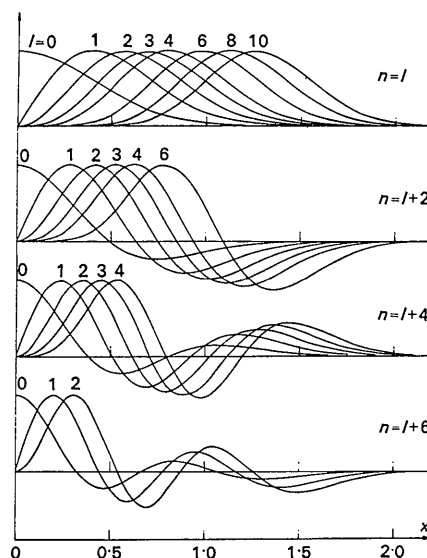 l=0 1 2 3 4 6 8 10
n=l
0 1 2 3 4 6
n=l+2
0 1 2 3 4
n=l+4
0 1 2
n=l+6
0 0·5 1·0 1·5 2·0 x